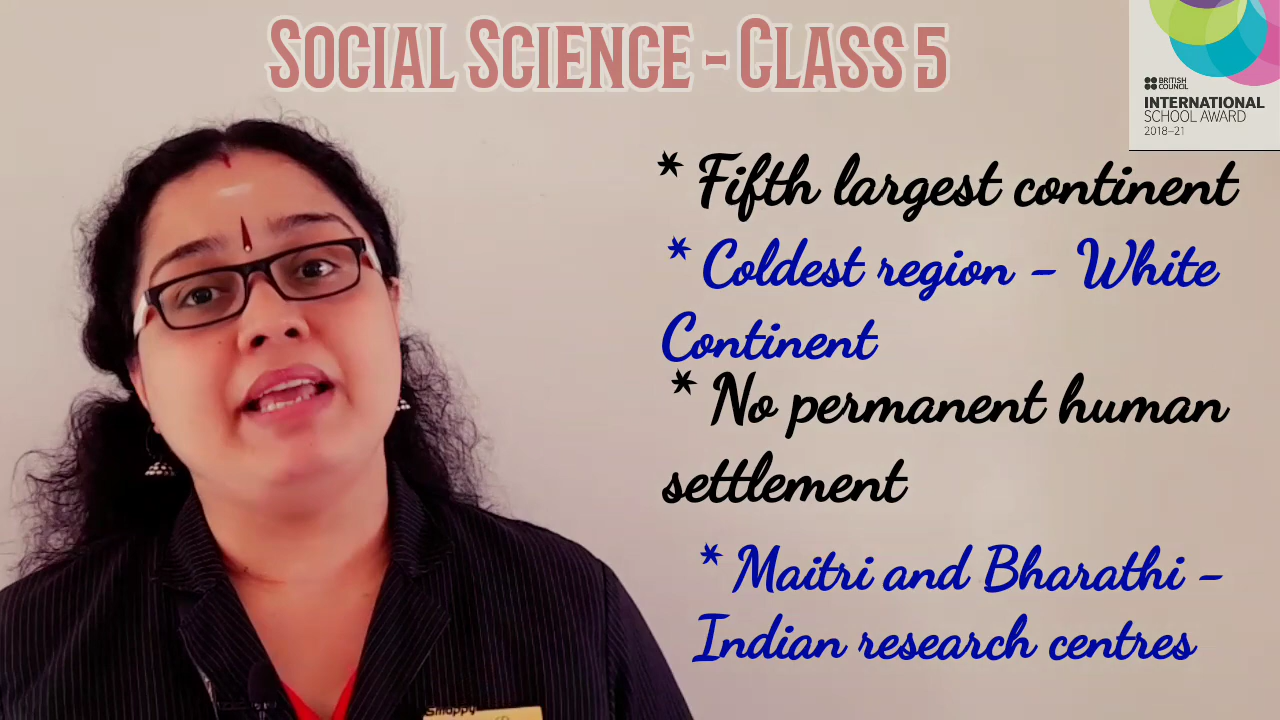 Social Science - Class 5
BRITISH
COUNCIL
INTERNATIONAL
SCHOOL AWARD
2018–21
* Fifth largest continent
* Coldest region - White
Continent
* No permanent human
settlement
* Maitri and Bharathi -
Indian research centres